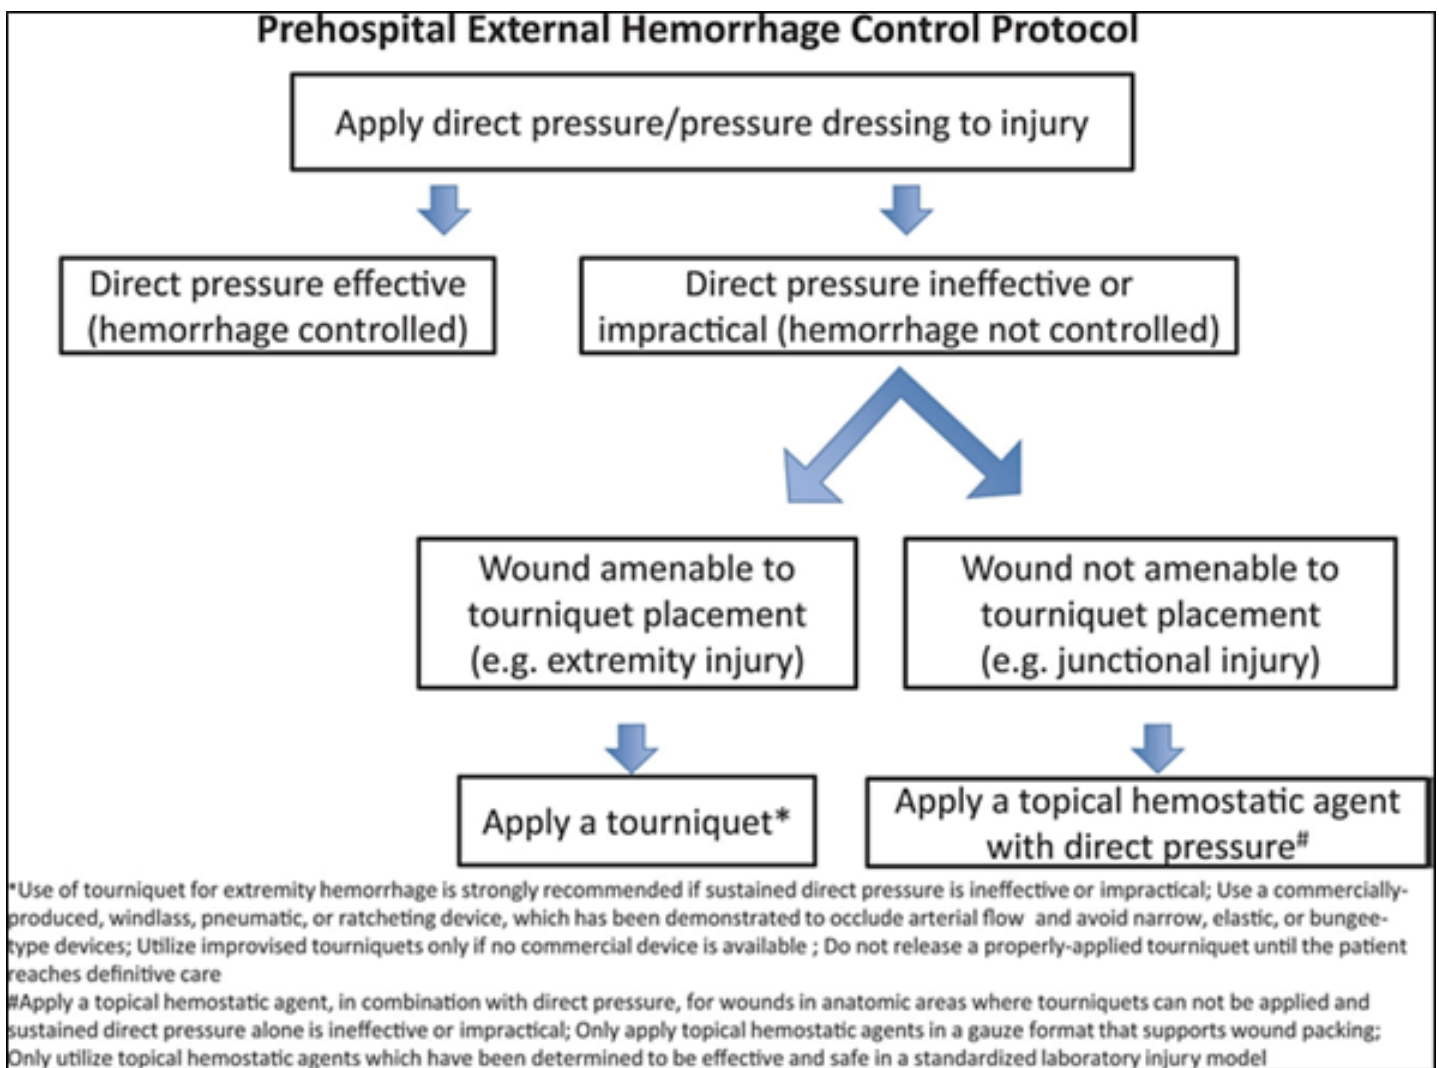 Prehospital External Hemorrhage Control Protocol
Apply direct pressure/pressure dressing to injury
Direct pressure effective
(hemorrhage controlled)
Direct pressure ineffective or
impractical (hemorrhage not controlled)
Wound amenable to
tourniquet placement
(e.g. extremity injury)
Wound not amenable to
tourniquet placement
(e.g. junctional injury)
Apply a tourniquet*
Apply a topical hemostatic agent
with direct pressure#
*Use of tourniquet for extremity hemorrhage is strongly recommended if sustained direct pressure is ineffective or impractical; Use a commercially-
produced, windlass, pneumatic, or ratcheting device, which has been demonstrated to occlude arterial flow and avoid narrow, elastic, or bungee-
type devices; Utilize improvised tourniquets only if no commercial device is available ; Do not release a properly-applied tourniquet until the patient
reaches definitive care
#Apply a topical hemostatic agent, in combination with direct pressure, for wounds in anatomic areas where tourniquets can not be applied and
sustained direct pressure alone is ineffective or impractical; Only apply topical hemostatic agents in a gauze format that supports wound packing;
Only utilize topical hemostatic agents which have been determined to be effective and safe in a standardized laboratory injury model